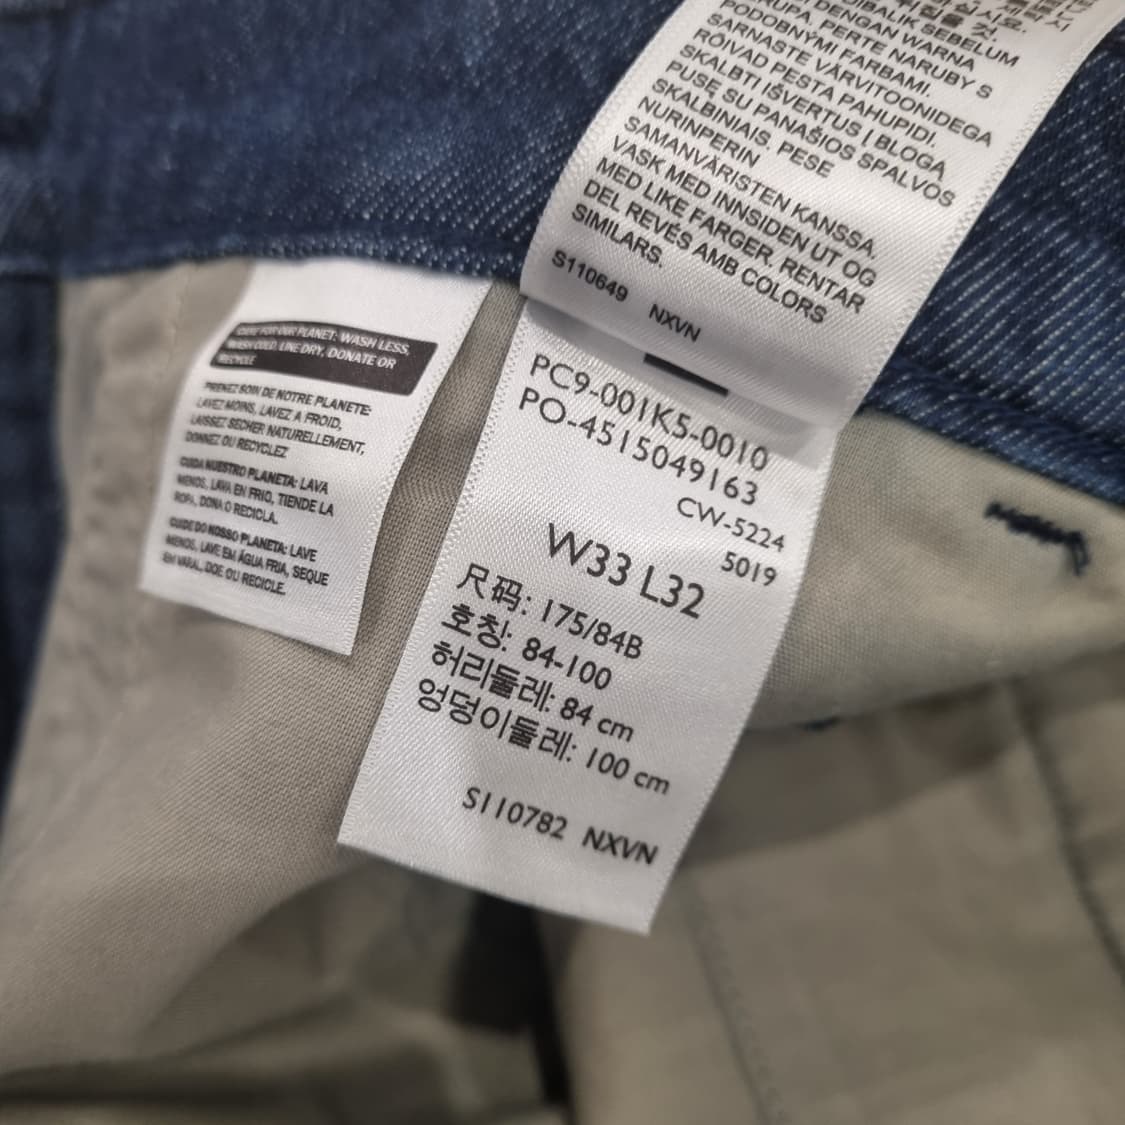 CARE FOR OUR PLANET: WASH LESS,
WASH COLD, LINE DRY, DONATE OR
RECYCLE
PRENEZ SOIN DE NOTRE PLANETE:
LAVEZ MOINS, LAVEZ A FROID,
LAISSEZ SECHER NATURELLEMENT,
DONNEZ OU RECYCLEZ
CUIDA NUESTRO PLANETA: LAVA
MENOS, LAVA EN FRIO, TIENDE LA
ROPA, DONA O RECICLA.
CUIDE DO NOSSO PLANETA: LAVE
MENOS, LAVE EM ÁGUA FRIA, SEQUE
EM VARAL, DOE OU RECICLE.
DIBALIK SEBELUM
DENGAN WARNA
RUPA. PERTE NARUBY S
PODOBNÝMI FARBAMI.
SARNASTE VÄRVITOONIDEGA
RÕIVAD PESTA PAHUPIDI.
SKALBTI IŠVERTUS Į BLOGĄ
PUSĘ SU PANAŠIOS SPALVOS
SKALBINIAIS. PESE
NURINPERIN
SAMANVÄRISTEN KANSSA.
VASK MED INNSIDEN UT OG
MED LIKE FARGER. RENTAR
DEL REVÉS AMB COLORS
SIMILARS.
S110649 NXVN
PC9-001K5-0010
PO-4515049163
CW-5224
5019
W33 L32
尺码: 175/84B
호칭: 84-100
허리둘레: 84 cm
엉덩이둘레: 100 cm
S110782 NXVN